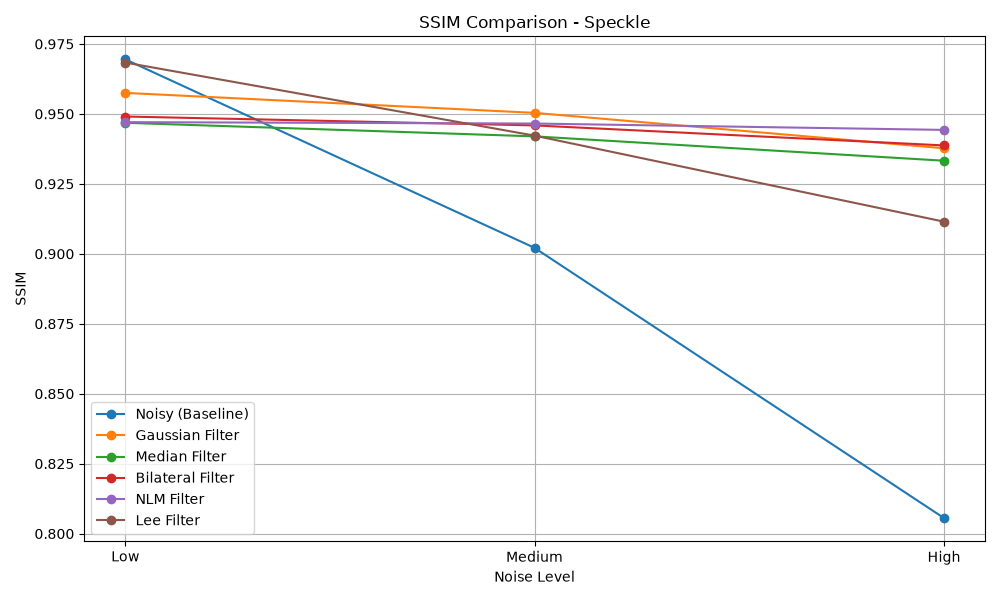 SSIM Comparison - Speckle
0.975
0.950
0.925
0.900
0.875
0.850
0.825
0.800
SSIM
Noisy (Baseline)
Gaussian Filter
Median Filter
Bilateral Filter
NLM Filter
Lee Filter
Low
Medium
High
Noise Level